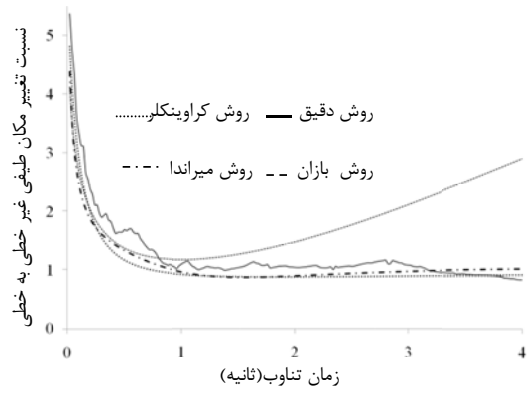 نسبت تغییر مکان طیفی غیر خطی به خطی
5
4
3
2
1
0
روش دقیق روش کراوینکلر
روش بازان روش میراندا
0 1 2 3 4
زمان تناوب(ثانیه)